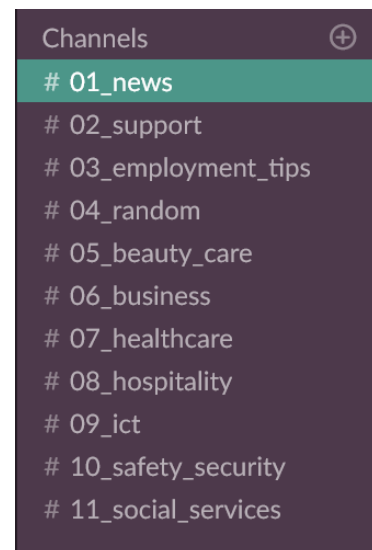 Channels
# 01_news
# 02_support
# 03_employment_tips
# 04_random
# 05_beauty_care
# 06_business
# 07_healthcare
# 08_hospitality
# 09_ict
# 10_safety_security
# 11_social_services